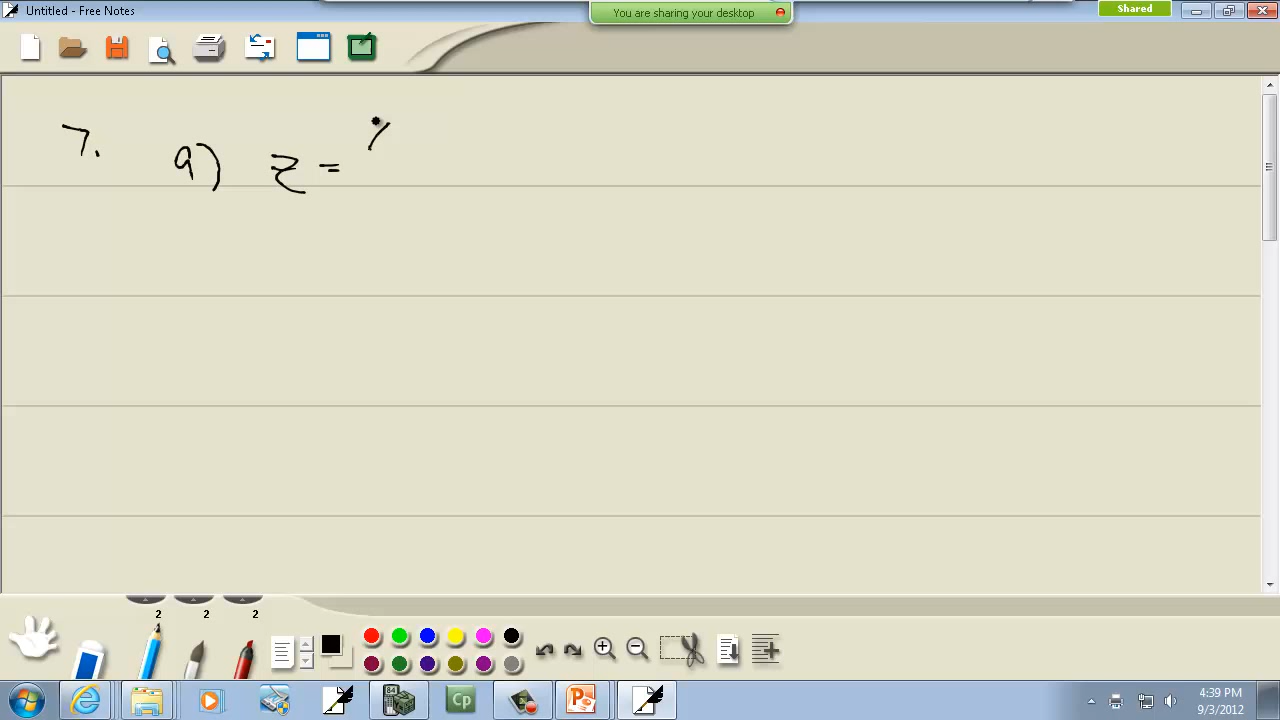 Untitled - Free Notes
You are sharing your desktop
Shared
7. a) z =
2 2 2
Cp
4:39 PM
9/3/2012